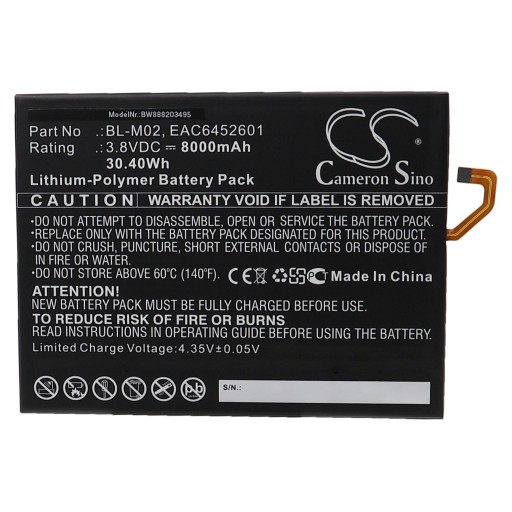 ModelNr:BW888203495
Part No. :BL-M02, EAC6452601
Rating :3.8VDC ⎓ 8000mAh
30.40Wh
Lithium-Polymer Battery Pack
CS
Cameron Sino
CAUTION WARRANTY VOID IF LABEL IS REMOVED
•DO NOT ATTEMPT TO DISASSEMBLE, OPEN OR SERVICE THE BATTERY PACK
•REPLACE ONLY WITH THE BATTERY PACK DESIGNATED FOR THIS PRODUCT
•DO NOT CRUSH, PUNCTURE, SHORT EXTERNAL CONTACTS OR DISPOSE OF
IN FIRE OR WATER
•DO NOT STORE ABOVE 60°C (140°F). CE Made In China
NEW BATTERY PACK MUST BE FULLY CHARGED BEFORE USE.
TO REDUCE RISK OF FIRE OR BURNS
READ INSTRUCTIONS IN DEVICE'S MANUAL BEFORE USING THE BATTERY.
Limited Charge Voltage:4.35V±0.05V
Pb
S/N.: